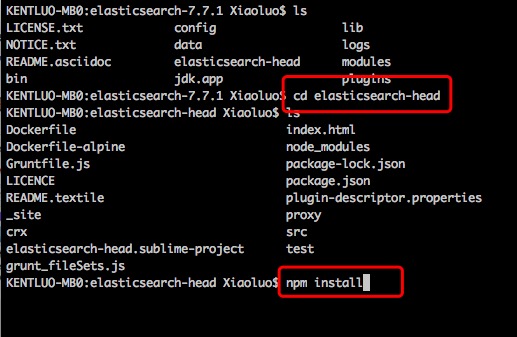 KENTLUO-MB0:elasticsearch-7.7.1 Xiaoluo$ ls
LICENSE.txt config lib
NOTICE.txt data logs
README.asciidoc elasticsearch-head modules
bin jdk.app plugins
KENTLUO-MB0:elasticsearch-7.7.1 Xiaoluo$ cd elasticsearch-head
KENTLUO-MB0:elasticsearch-head Xiaoluo$ ls
Dockerfile index.html
Dockerfile-alpine node_modules
Gruntfile.js package-lock.json
LICENCE package.json
README.textile plugin-descriptor.properties
_site proxy
crx src
elasticsearch-head.sublime-project test
grunt_fileSets.js
KENTLUO-MB0:elasticsearch-head Xiaoluo$ npm install